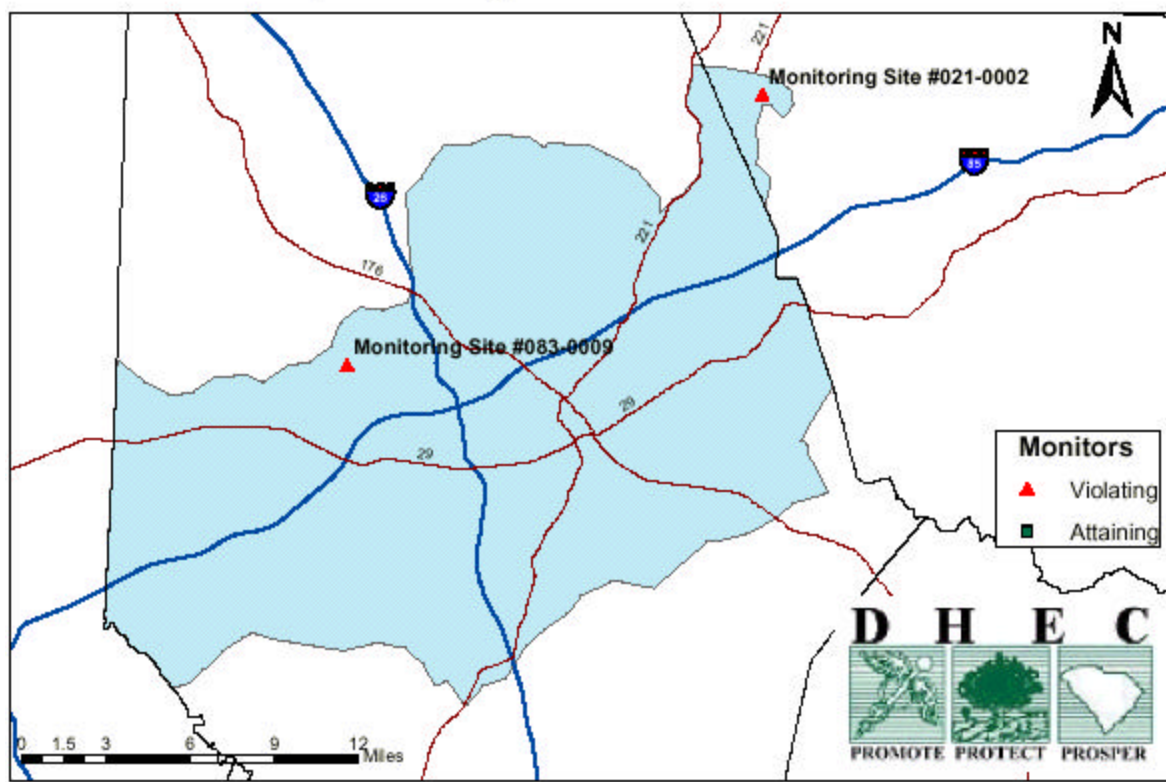 221
N
Monitoring Site #021-0002
85
26
221
176
Monitoring Site #083-0009
29
29
Monitors
Violating
Attaining
D H E C
PROMOTE PROTECT PROSPER
0 1.5 3 6 9 12
Miles